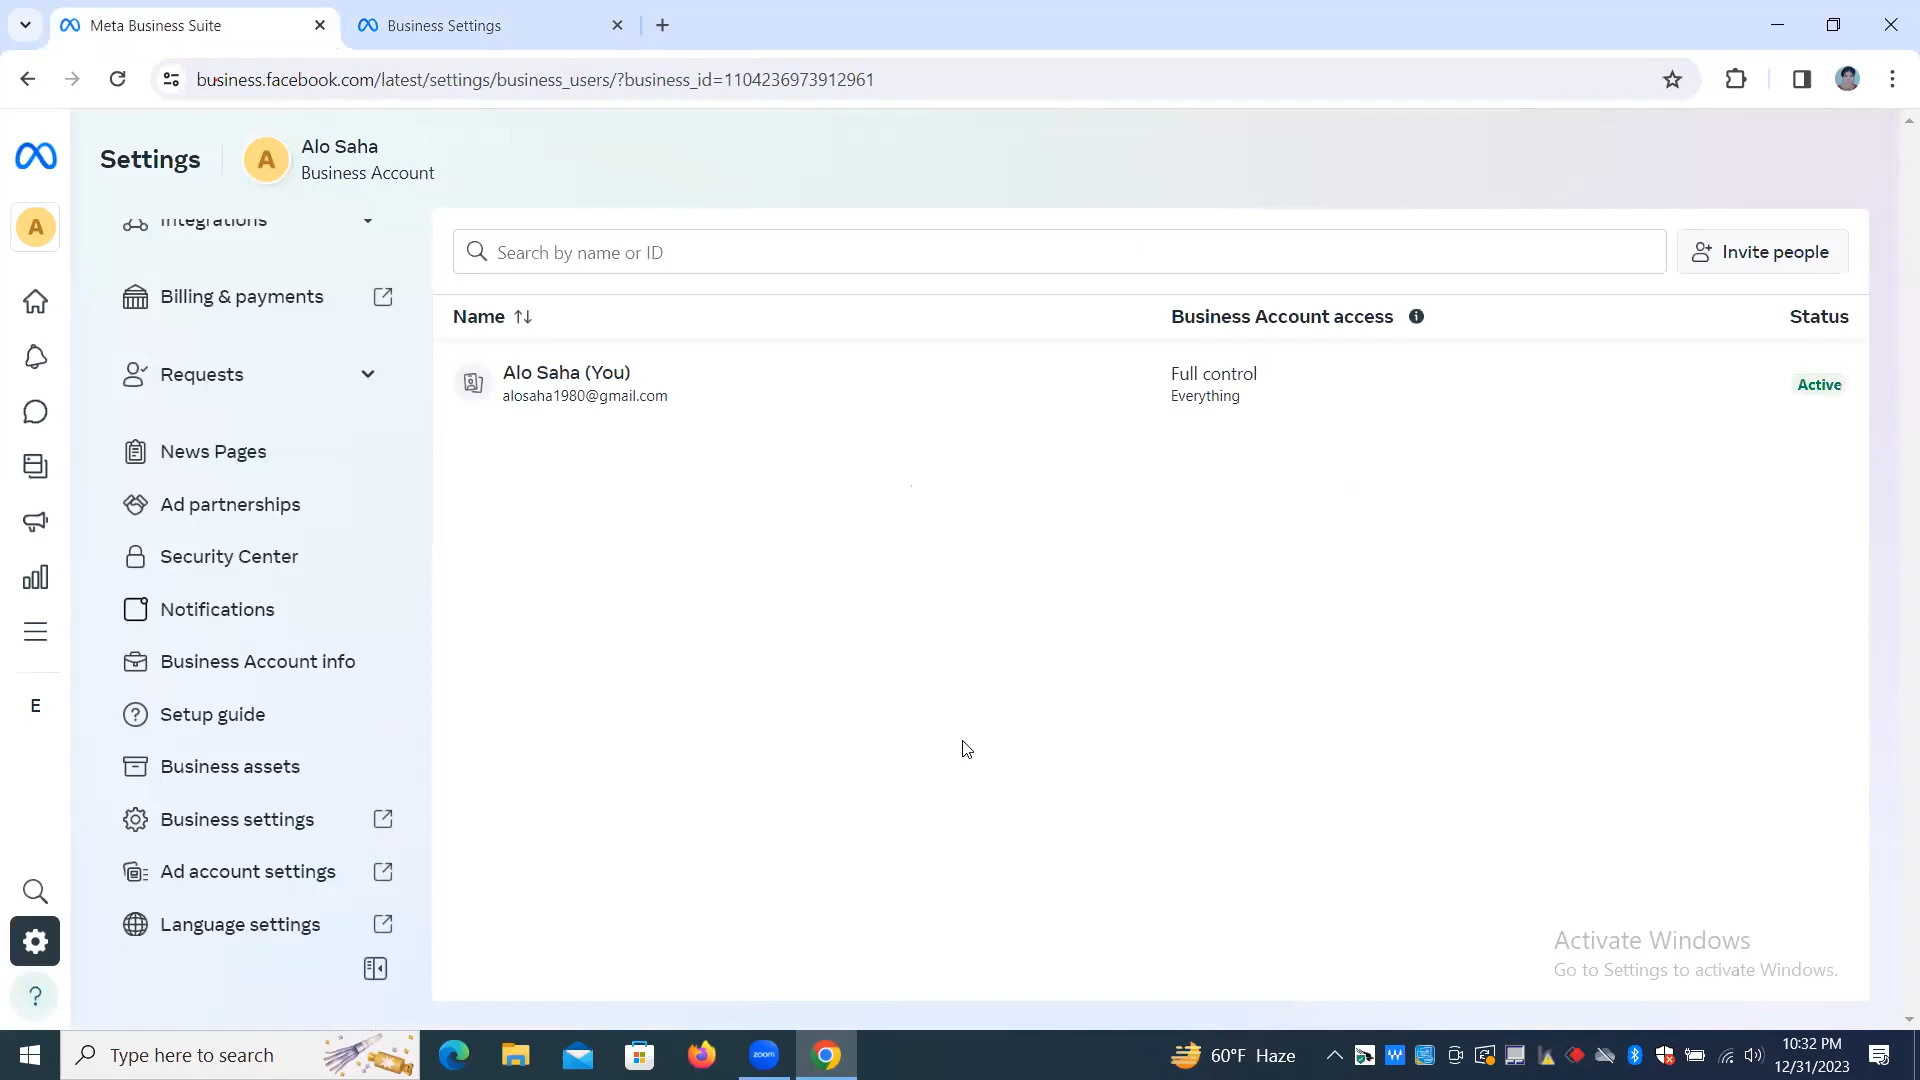 Meta Business Suite
Business Settings
business.facebook.com/latest/settings/business_users/?business_id=1104236973912961
Settings
A
Alo Saha
Business Account
A
Integrations
Billing & payments
Requests
News Pages
Ad partnerships
Security Center
Notifications
Business Account info
Setup guide
Business assets
Business settings
Ad account settings
Language settings
E
?
Search by name or ID
Invite people
Name
Business Account access
Status
Alo Saha (You)
alosaha1980@gmail.com
Full control
Everything
Active
Activate Windows
Go to Settings to activate Windows.
Type here to search
zoom
60°F Haze
10:32 PM
12/31/2023